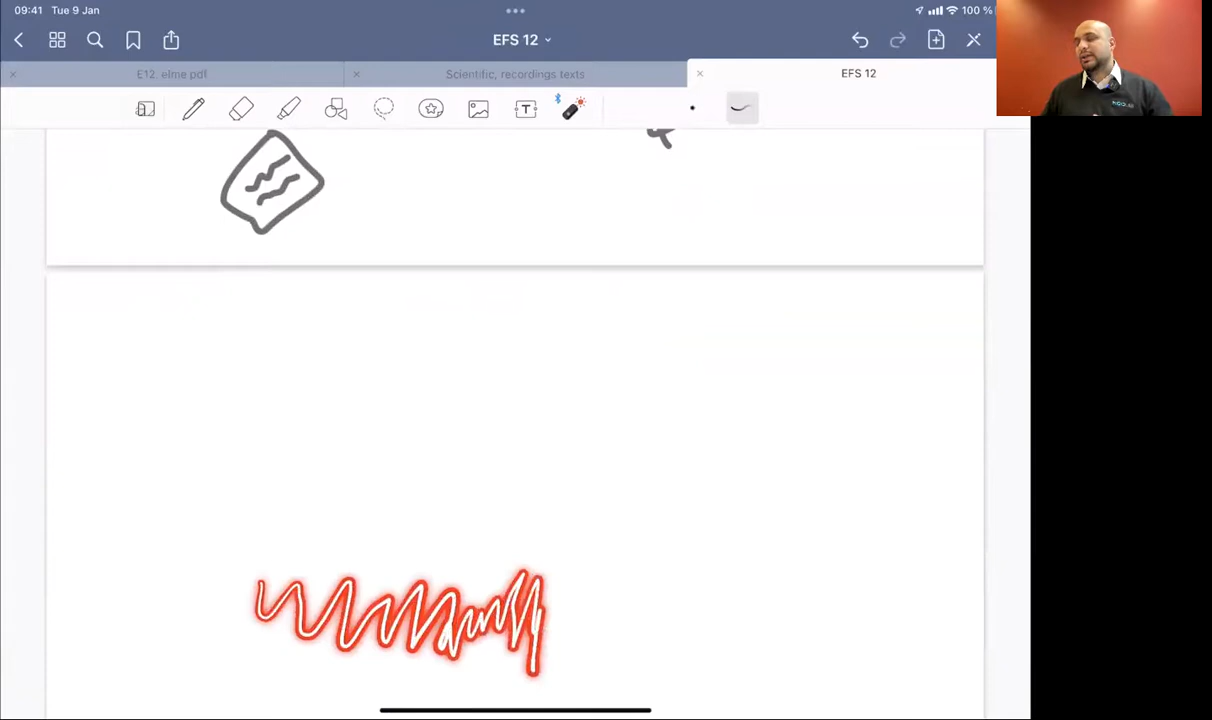 09:41 Tue 9 Jan
100 %
EFS 12
E12. elme pdf
Scientific, recordings texts
EFS 12
T